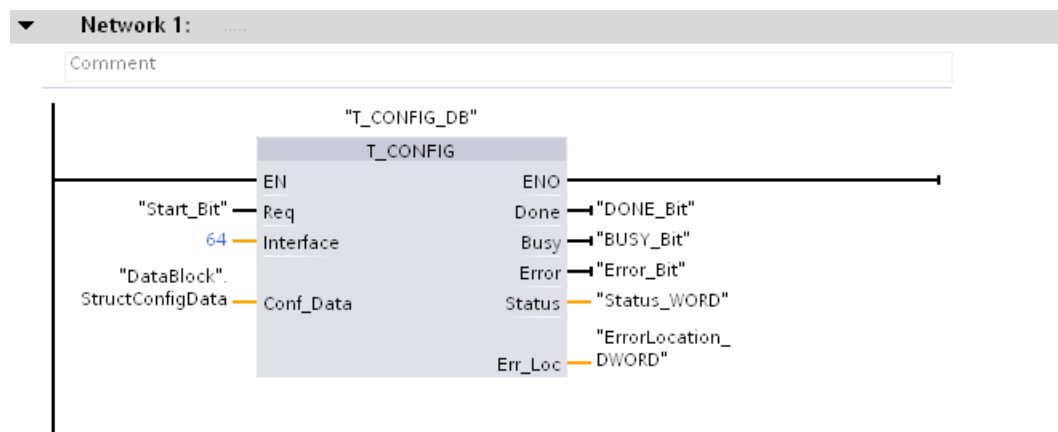 Network 1: .....
Comment
"T_CONFIG_DB"
T_CONFIG
EN ENO
"Start_Bit" Req Done "DONE_Bit"
64 Interface Busy "BUSY_Bit"
Error "Error_Bit"
"DataBlock".
StructConfigData Conf_Data Status "Status_WORD"
"ErrorLocation_
Err_Loc DWORD"